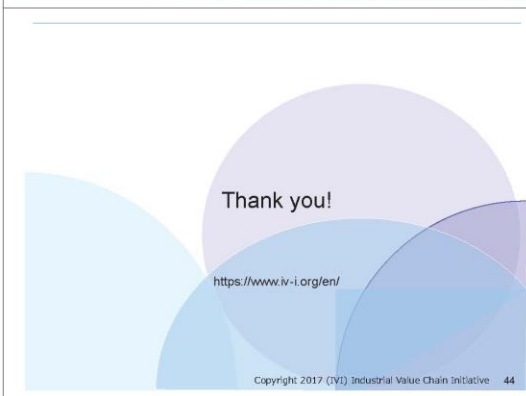 Thank you!
https://www.iv-i.org/en/
Copyright 2017 (IVI) Industrial Value Chain Initiative 44